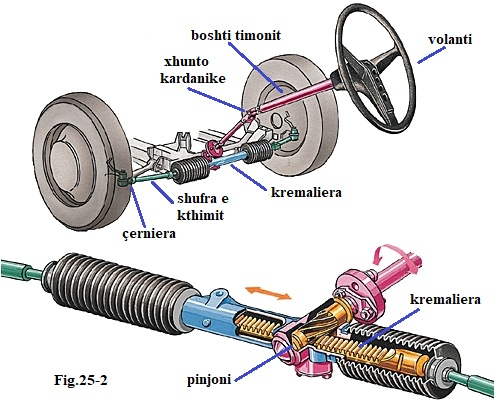 boshti timonit
volanti
xhunto
kardanike
kremaliera
shufra e
kthimit
çerniera
kremaliera
pinjoni
Fig.25-2